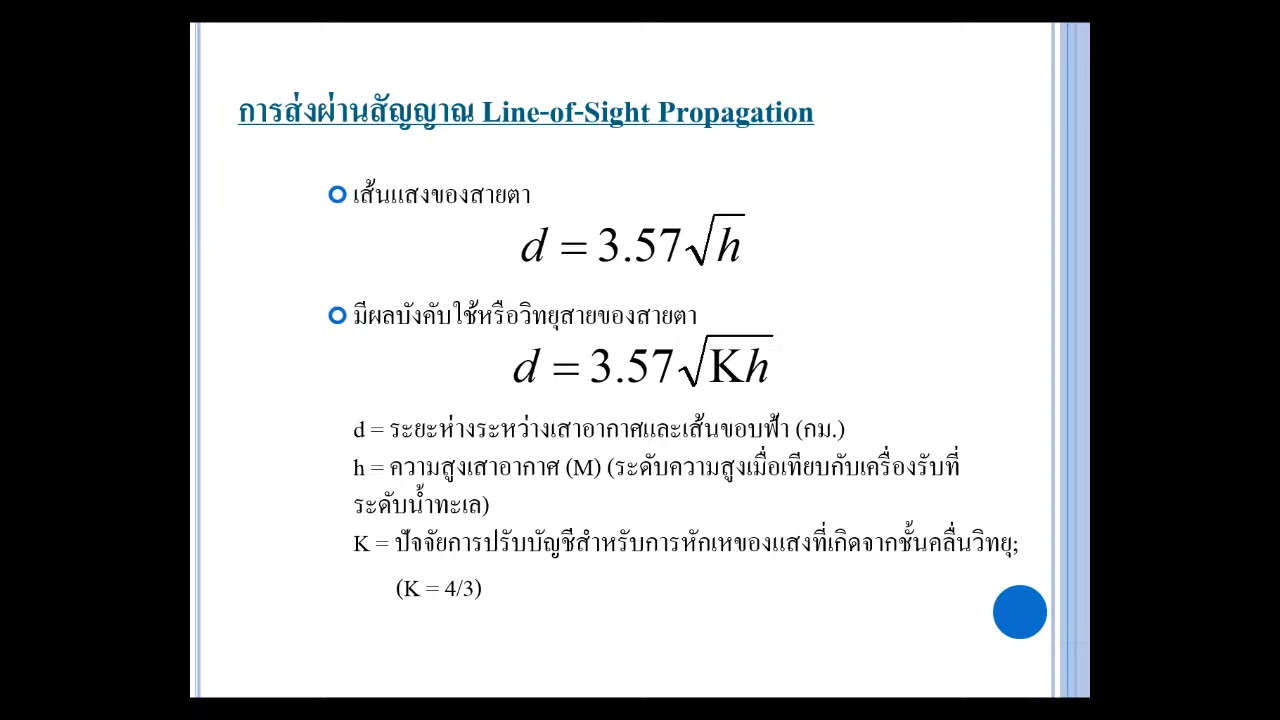 การส่งผ่านสัญญาณ Line-of-Sight Propagation
เส้นแสงของสายตา
d = 3.57√h
มีผลบังคับใช้หรือวิทยุสายของสายตา
d = 3.57√Kh
d = ระยะห่างระหว่างเสาอากาศและเส้นขอบฟ้า (กม.)
h = ความสูงเสาอากาศ (M) (ระดับความสูงเมื่อเทียบกับเครื่องรับที่
ระดับน้ำทะเล)
K = ปัจจัยการปรับบัญชีสำหรับการหักเหของแสงที่เกิดจากชั้นคลื่นวิทยุ;
(K = 4/3)